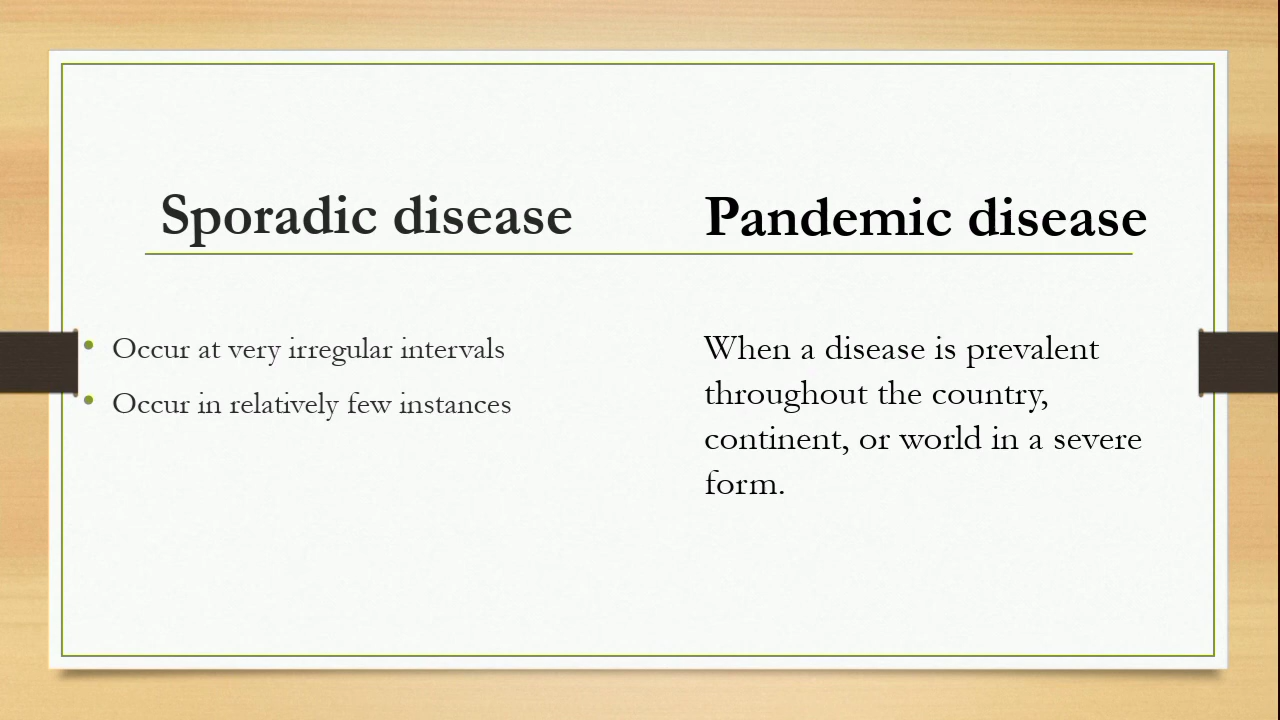 Sporadic disease
Occur at very irregular intervals
Occur in relatively few instances
Pandemic disease
When a disease is prevalent
throughout the country,
continent, or world in a severe
form.